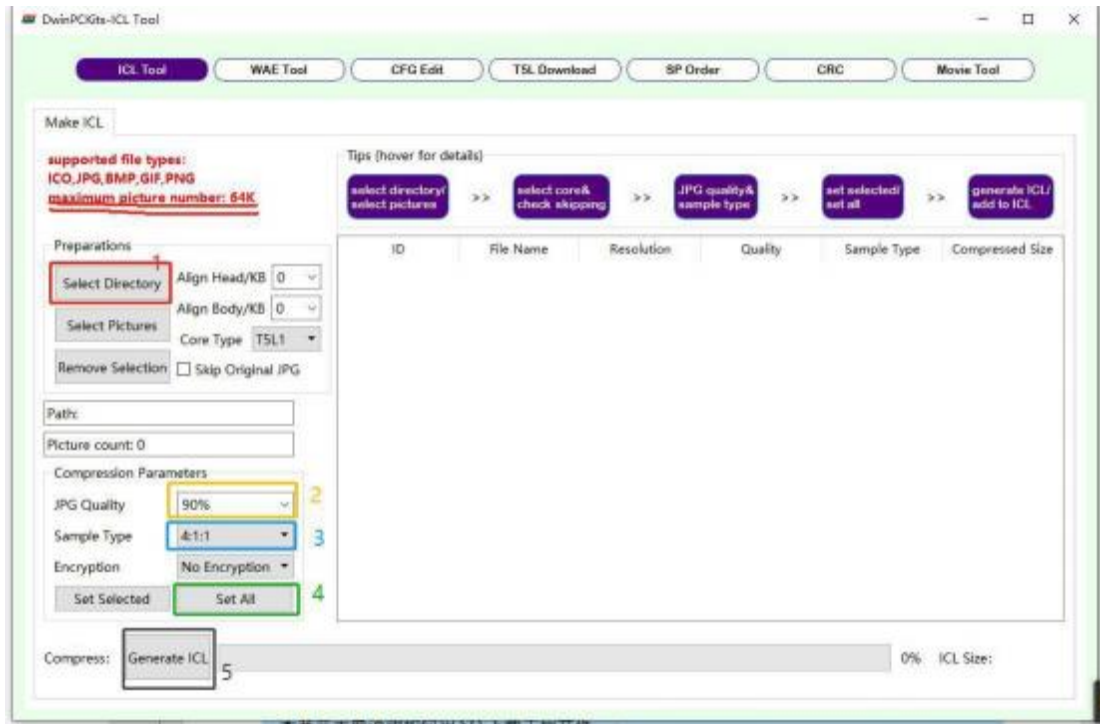 DwinPCKits-ICL Tool
ICL Tool WAE Tool CFG Edit T5L Download SP Order CRC Movie Tool
Make ICL
supported file types:
ICO,JPG,BMP,GIF,PNG
maximum picture number: 64K
Tips (hover for details)
select directory/
select pictures
>>
select core&
check skipping
>>
JPG quality&
sample type
>>
set selected/
set all
>>
generate ICL/
add to ICL
ID File Name Resolution Quality Sample Type Compressed Size
Preparations
1
Select Directory Align Head/KB 0
Align Body/KB 0
Select Pictures
Core Type T5L1
Remove Selection Skip Original JPG
Path:
Picture count: 0
Compression Parameters
JPG Quality 90% 2
Sample Type 4:1:1 3
Encryption No Encryption
Set Selected Set All 4
Compress: Generate ICL 5 0% ICL Size: